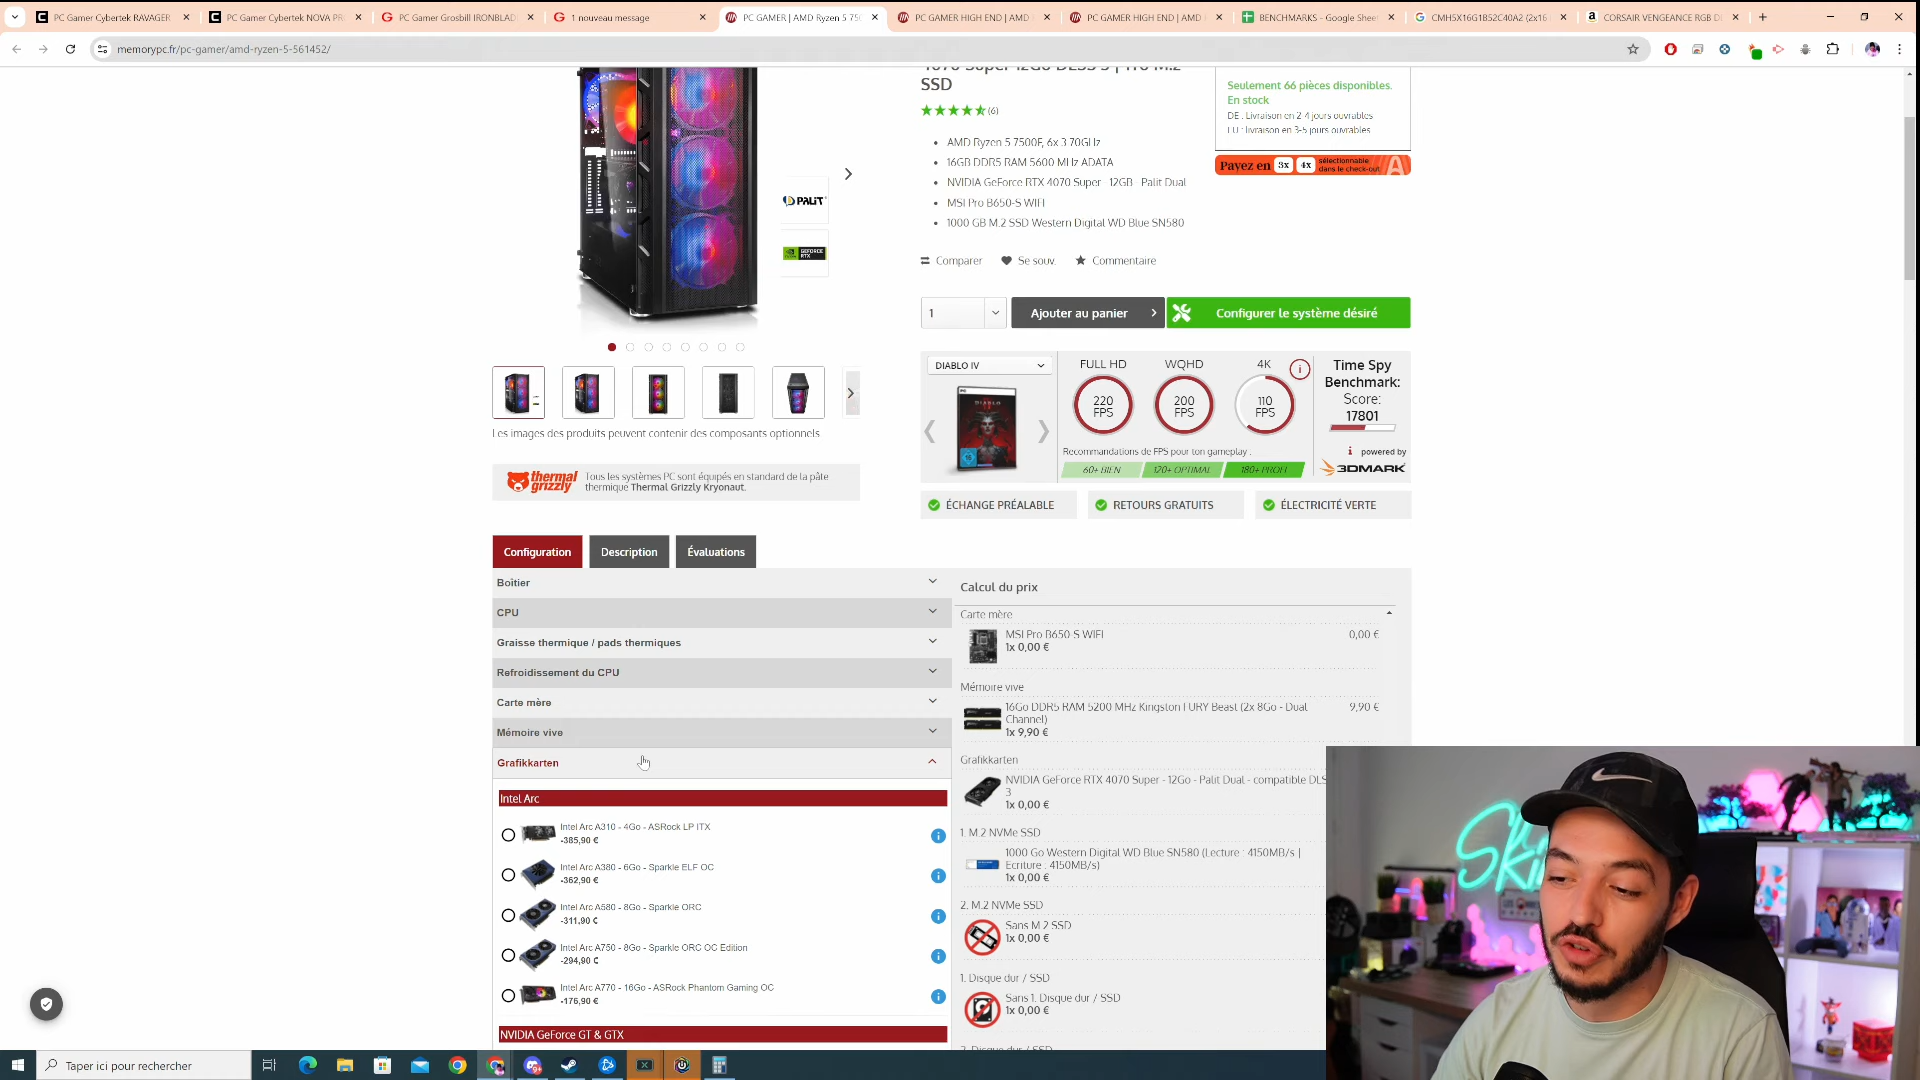 PC Gamer Cybertek RAVAGER
PC Gamer Cybertek NOVA PR
PC Gamer Grosbill IRONBLAD
1 nouveau message
PC GAMER | AMD Ryzen 5 75
PC GAMER HIGH END | AMD
PC GAMER HIGH END | AMD
BENCHMARKS - Google Shee
CMH5X16G1B52C40A2 (2x16
CORSAIR VENGEANCE RGB D
memorypc.fr/pc-gamer/amd-ryzen-5-561452/
4070 Super 12Go DLSS 3 | 1To M.2
SSD
(6)
Seulement 66 pièces disponibles.
En stock
DE : Livraison en 2-4 jours ouvrables
EU : livraison en 3-5 jours ouvrables
Payez en 3x 4x sélectionnable
dans le check-out
AMD Ryzen 5 7500F, 6x 3.70GHz
16GB DDR5 RAM 5600 MHz ADATA
NVIDIA GeForce RTX 4070 Super - 12GB - Palit Dual
MSI Pro B650-S WIFI
1000 GB M.2 SSD Western Digital WD Blue SN580
PALIT
GEFORCE
RTX
Comparer
Se souv.
Commentaire
1
Ajouter au panier
Configurer le système désiré
DIABLO IV
FULL HD
WQHD
4K
i
220
FPS
200
FPS
110
FPS
Time Spy
Benchmark:
Score:
17801
Recommandations de FPS pour ton gameplay :
60+ BIEN
120+ OPTIMAL
180+ PROFI
i powered by
3DMARK
DIABLO
ÉCHANGE PRÉALABLE
RETOURS GRATUITS
ÉLECTRICITÉ VERTE
Les images des produits peuvent contenir des composants optionnels
thermal
grizzly
Tous les systèmes PC sont équipés en standard de la pâte
thermique Thermal Grizzly Kryonaut.
Configuration
Description
Évaluations
Boîtier
CPU
Graisse thermique / pads thermiques
Refroidissement du CPU
Carte mère
Mémoire vive
Grafikkarten
Intel Arc
Intel Arc A310 - 4Go - ASRock LP ITX
-385,90 €
Intel Arc A380 - 6Go - Sparkle ELF OC
-362,90 €
Intel Arc A580 - 8Go - Sparkle ORC
-311,90 €
Intel Arc A750 - 8Go - Sparkle ORC OC Edition
-294,90 €
Intel Arc A770 - 16Go - ASRock Phantom Gaming OC
-176,90 €
NVIDIA GeForce GT & GTX
Calcul du prix
Carte mère
MSI Pro B650-S WIFI
0,00 €
1x 0,00 €
Mémoire vive
16Go DDR5 RAM 5200 MHz Kingston FURY Beast (2x 8Go - Dual
Channel)
9,90 €
1x 9,90 €
Grafikkarten
NVIDIA GeForce RTX 4070 Super - 12Go - Palit Dual - compatible DLS
3
1x 0,00 €
1. M.2 NVMe SSD
1000 Go Western Digital WD Blue SN580 (Lecture : 4150MB/s |
Ecriture : 4150MB/s)
1x 0,00 €
2. M.2 NVMe SSD
Sans M.2 SSD
1x 0,00 €
1. Disque dur / SSD
Sans 1. Disque dur / SSD
1x 0,00 €
2. Disque dur / SSD
Taper ici pour rechercher